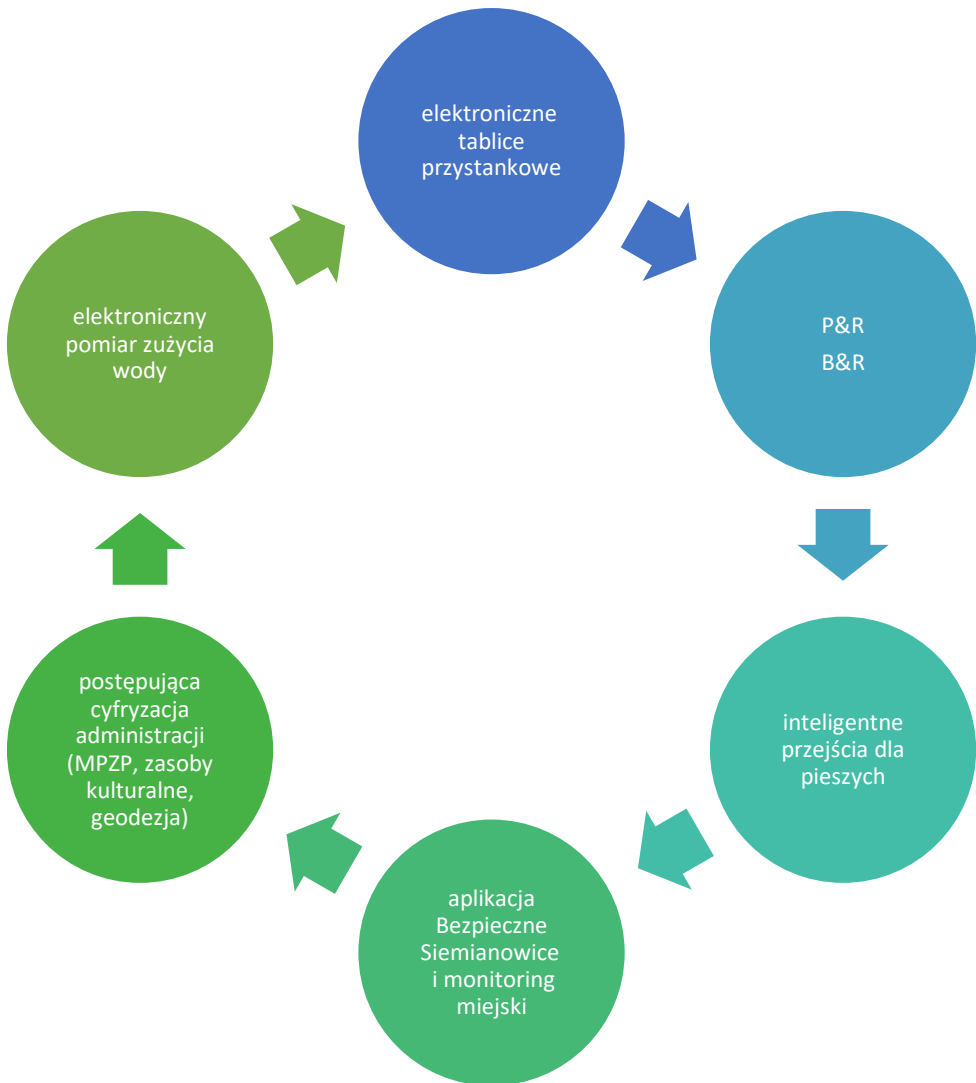 elektroniczne
tablice
przystankowe
P&R
B&R
inteligentne
przejścia dla
pieszych
aplikacja
Bezpieczne
Siemianowice
i monitoring
miejski
postępująca
cyfryzacja
administracji
(MPZP, zasoby
kulturalne,
geodezja)
elektroniczny
pomiar zużycia
wody